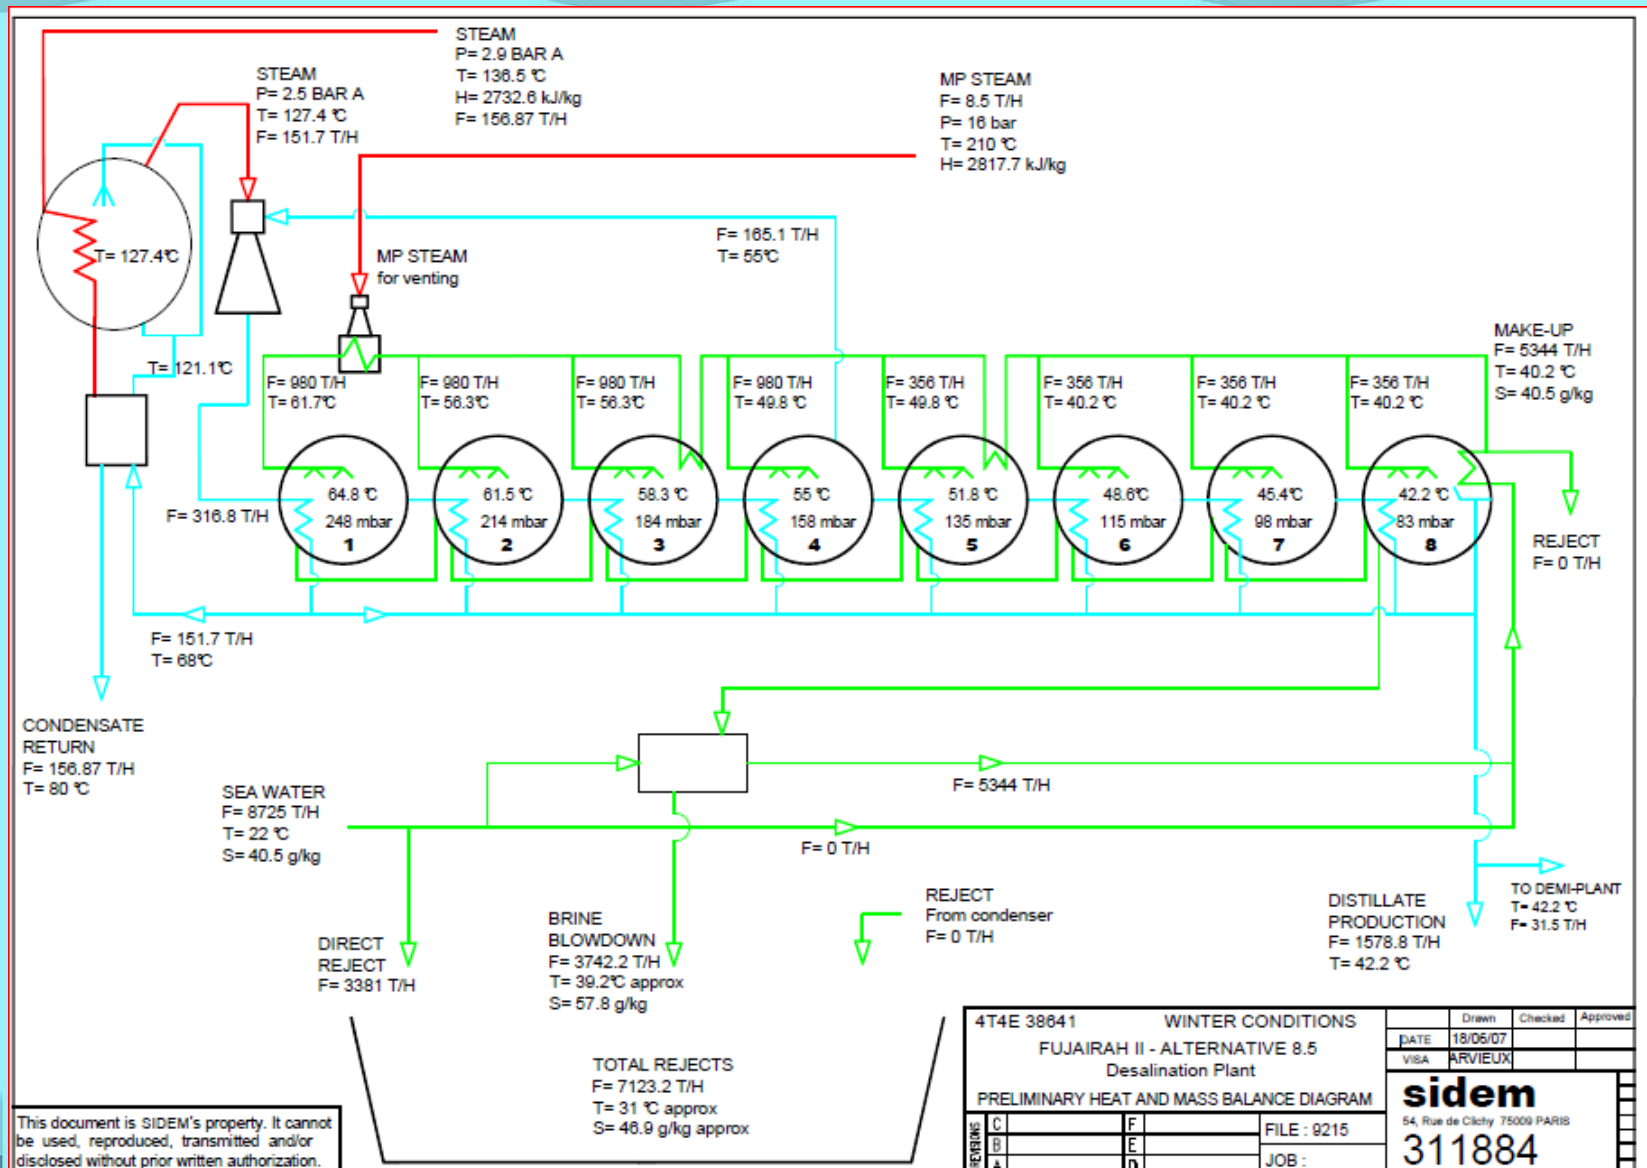 STEAM
P= 2.9 BAR A
T= 136.5 °C
H= 2732.6 kJ/kg
F= 156.87 T/H
STEAM
P= 2.5 BAR A
T= 127.4 °C
F= 151.7 T/H
MP STEAM
F= 8.5 T/H
P= 16 bar
T= 210 °C
H= 2817.7 kJ/kg
T= 127.4°C
MP STEAM
for venting
F= 165.1 T/H
T= 55°C
T= 121.1°C
MAKE-UP
F= 5344 T/H
T= 40.2 °C
S= 40.5 g/kg
F= 980 T/H
T= 61.7°C
F= 980 T/H
T= 56.3°C
F= 980 T/H
T= 56.3°C
F= 980 T/H
T= 49.8°C
F= 356 T/H
T= 49.8 °C
F= 356 T/H
T= 40.2 °C
F= 356 T/H
T= 40.2 °C
F= 356 T/H
T= 40.2 °C
F= 316.8 T/H
64.8 °C
248 mbar
1
61.5 °C
214 mbar
2
58.3 °C
184 mbar
3
55 °C
158 mbar
4
51.8 °C
135 mbar
5
48.6°C
115 mbar
6
45.4°C
98 mbar
7
42.2 °C
83 mbar
8
REJECT
F= 0 T/H
F= 151.7 T/H
T= 68°C
CONDENSATE
RETURN
F= 156.87 T/H
T= 80 °C
SEA WATER
F= 8725 T/H
T= 22 °C
S= 40.5 g/kg
F= 5344 T/H
F= 0 T/H
DIRECT
REJECT
F= 3381 T/H
BRINE
BLOWDOWN
F= 3742.2 T/H
T= 39.2°C approx
S= 57.8 g/kg
REJECT
From condenser
F= 0 T/H
DISTILLATE
PRODUCTION
F= 1578.8 T/H
T= 42.2 °C
TO DEMI-PLANT
T= 42.2 °C
F= 31.5 T/H
TOTAL REJECTS
F= 7123.2 T/H
T= 31 °C approx
S= 46.9 g/kg approx
This document is SIDEM's property. It cannot
be used, reproduced, transmitted and/or
disclosed without prior written authorization.
4T4E 38641 WINTER CONDITIONS
FUJAIRAH II - ALTERNATIVE 8.5
Desalination Plant
PRELIMINARY HEAT AND MASS BALANCE DIAGRAM
REVISIONS
C F
B E
A D
FILE : 9215
JOB :
Drawn Checked Approved
DATE 18/06/07
VISA ARVIEUX
sidem
54, Rue de Clichy 75009 PARIS
311884